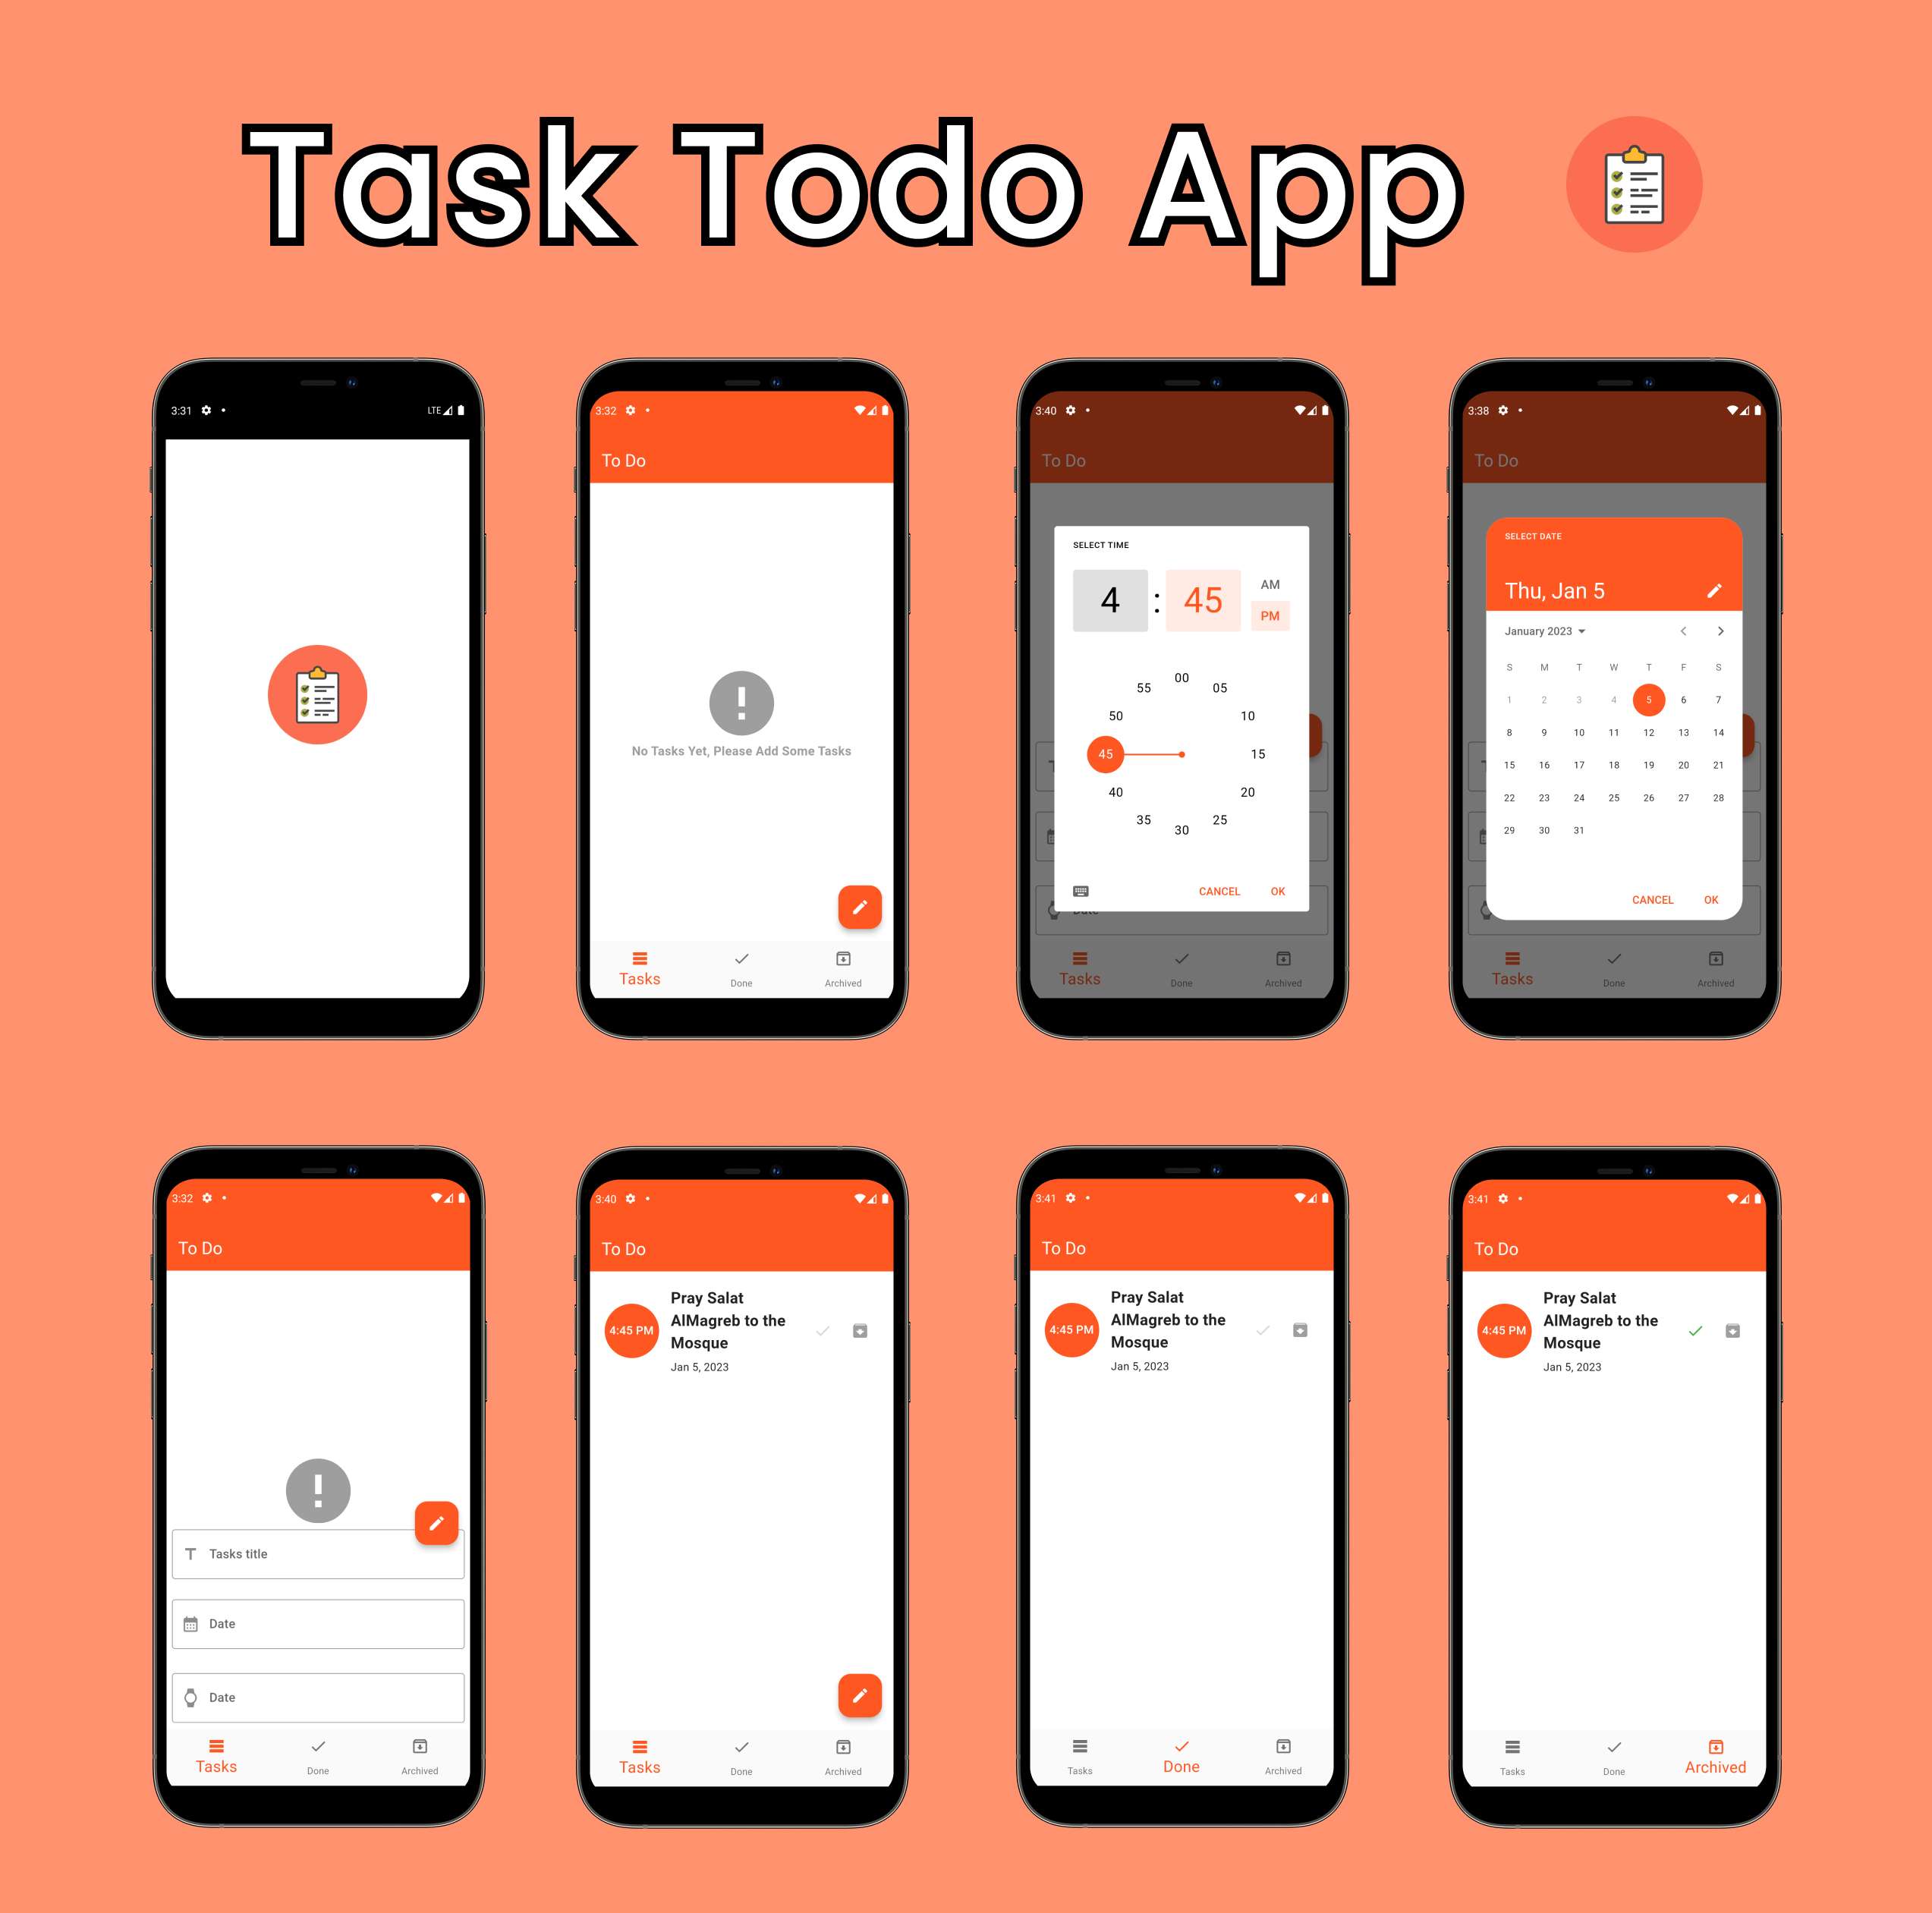 Task Todo App
3:31
LTE
3:32
To Do
No Tasks Yet, Please Add Some Tasks
Tasks
Done
Archived
3:40
To Do
SELECT TIME
4 : 45
AM
PM
00
05
10
15
20
25
30
35
40
45
50
55
CANCEL OK
Date
Tasks
Done
Archived
3:38
To Do
SELECT DATE
Thu, Jan 5
January 2023
S M T W T F S
1 2 3 4 5 6 7
8 9 10 11 12 13 14
15 16 17 18 19 20 21
22 23 24 25 26 27 28
29 30 31
CANCEL OK
Tasks
Done
Archived
3:32
To Do
Tasks title
Date
Date
Tasks
Done
Archived
3:40
To Do
4:45 PM
Pray Salat
AlMagreb to the
Mosque
Jan 5, 2023
Tasks
Done
Archived
3:41
To Do
4:45 PM
Pray Salat
AlMagreb to the
Mosque
Jan 5, 2023
Tasks
Done
Archived
3:41
To Do
4:45 PM
Pray Salat
AlMagreb to the
Mosque
Jan 5, 2023
Tasks
Done
Archived